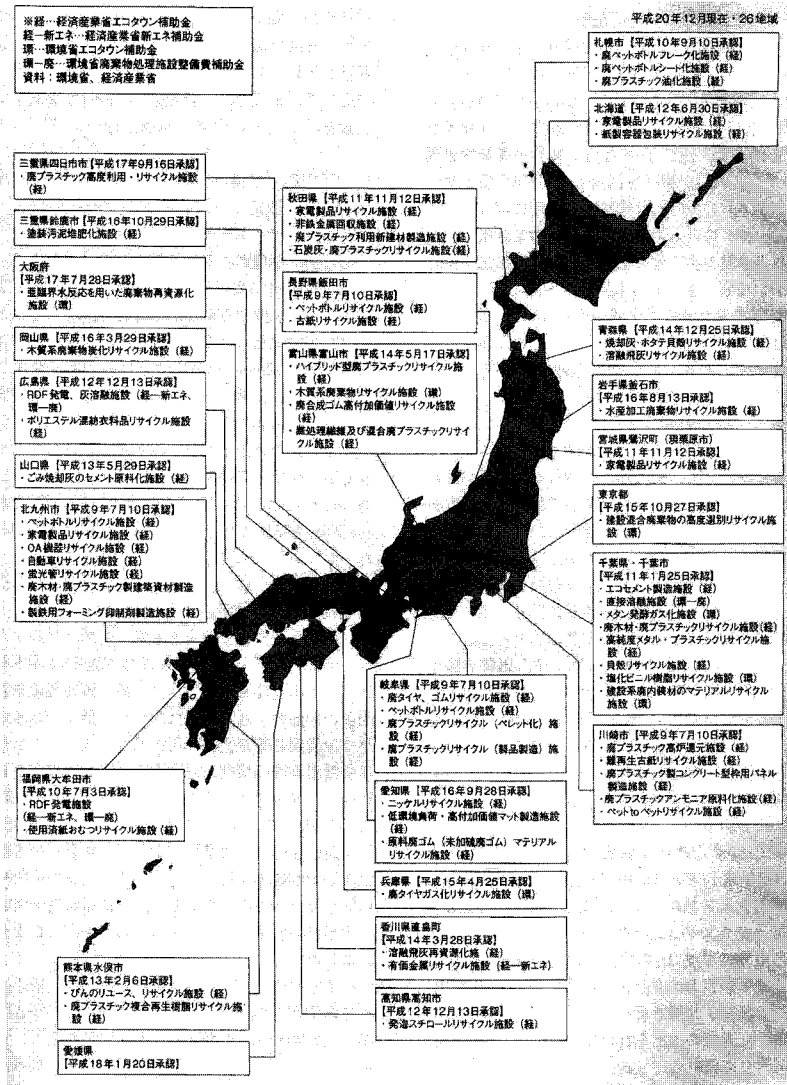 ※経…経済産業省エコタウン補助金
経－新エネ…経済産業省新エネ補助金
環…環境省エコタウン補助金
環－廃…環境省廃棄物処理施設整備費補助金
資料：環境省、経済産業省
平成20年12月現在・26地域
札幌市【平成10年9月10日承認】
・廃ペットボトルフレーク化施設（経）
・廃ペットボトルシート化施設（経）
・廃プラスチック油化施設（経）
北海道【平成12年6月30日承認】
・家電製品リサイクル施設（経）
・紙製容器包装リサイクル施設（経）
三重県四日市市【平成17年9月16日承認】
・廃プラスチック高度利用・リサイクル施設
（経）
三重県鈴鹿市【平成16年10月29日承認】
・塗装汚泥堆肥化施設（経）
大阪府
【平成17年7月28日承認】
・亜臨界水反応を用いた廃棄物再資源化
施設（環）
岡山県【平成16年3月29日承認】
・木質系廃棄物炭化リサイクル施設（経）
広島県【平成12年12月13日承認】
・RDF発電、灰溶融施設（経－新エネ、
環－廃）
・ポリエステル混紡衣料品リサイクル施設
（経）
山口県【平成13年5月29日承認】
・ごみ焼却灰のセメント原料化施設（経）
北九州市【平成9年7月10日承認】
・ペットボトルリサイクル施設（経）
・家電製品リサイクル施設（経）
・OA機器リサイクル施設（経）
・自動車リサイクル施設（経）
・蛍光管リサイクル施設（経）
・廃木材・廃プラスチック製建築資材製造
施設（経）
・製鉄用フォーミング抑制剤製造施設（経）
秋田県【平成11年11月12日承認】
・家電製品リサイクル施設（経）
・非鉄金属回収施設（経）
・廃プラスチック利用新建材製造施設（経）
・石炭灰・廃プラスチックリサイクル施設（経）
長野県飯田市
【平成9年7月10日承認】
・ペットボトルリサイクル施設（経）
・古紙リサイクル施設（経）
富山県富山市【平成14年5月17日承認】
・ハイブリッド型廃プラスチックリサイクル施
設（経）
・木質系廃棄物リサイクル施設（環）
・廃合成ゴム高付加価値リサイクル施設
（経）
・難処理繊維及び混合廃プラスチックリサイ
クル施設（経）
青森県【平成14年12月25日承認】
・焼却灰・ホタテ貝殻リサイクル施設（経）
・溶融飛灰リサイクル施設（経）
岩手県釜石市
【平成16年8月13日承認】
・水産加工廃棄物リサイクル施設（経）
宮城県鶯沢町（現栗原市）
【平成11年11月12日承認】
・家電製品リサイクル施設（経）
東京都
【平成15年10月27日承認】
・建設混合廃棄物の高度選別リサイクル施
設（環）
千葉県・千葉市
【平成11年1月25日承認】
・エコセメント製造施設（経）
・直接溶融施設（環－廃）
・メタン発酵ガス化施設（環）
・廃木材・廃プラスチックリサイクル施設（経）
・高純度メタル・プラスチックリサイクル施
設（経）
・貝殻リサイクル施設（経）
・塩化ビニル樹脂リサイクル施設（環）
・建設系廃内装材のマテリアルリサイクル
施設（環）
川崎市【平成9年7月10日承認】
・廃プラスチック高炉還元施設（経）
・難再生古紙リサイクル施設（経）
・廃プラスチック製コンクリート型枠用パネル
製造施設（経）
・廃プラスチックアンモニア原料化施設（経）
・ペットtoペットリサイクル施設（経）
岐阜県【平成9年7月10日承認】
・廃タイヤ、ゴムリサイクル施設（経）
・ペットボトルリサイクル施設（経）
・廃プラスチックリサイクル（ペレット化）施
設（経）
・廃プラスチックリサイクル（製品製造）施
設（経）
愛知県【平成16年9月28日承認】
・ニッケルリサイクル施設（経）
・低環境負荷・高付加価値マット製造施設
（経）
・原料廃ゴム（未加硫廃ゴム）マテリアル
リサイクル施設（経）
兵庫県【平成15年4月25日承認】
・廃タイヤガス化リサイクル施設（環）
香川県直島町
【平成14年3月28日承認】
・溶融飛灰再資源化施（経）
・有価金属リサイクル施設（経－新エネ）
高知県高知市
【平成12年12月13日承認】
・発泡スチロールリサイクル施設（経）
福岡県大牟田市
【平成10年7月3日承認】
・RDF発電施設
（経－新エネ、環－廃）
・使用済紙おむつリサイクル施設（経）
熊本県水俣市
【平成13年2月6日承認】
・びんのリユース、リサイクル施設（経）
・廃プラスチック複合再生樹脂リサイクル施
設（経）
愛媛県
【平成18年1月20日承認】